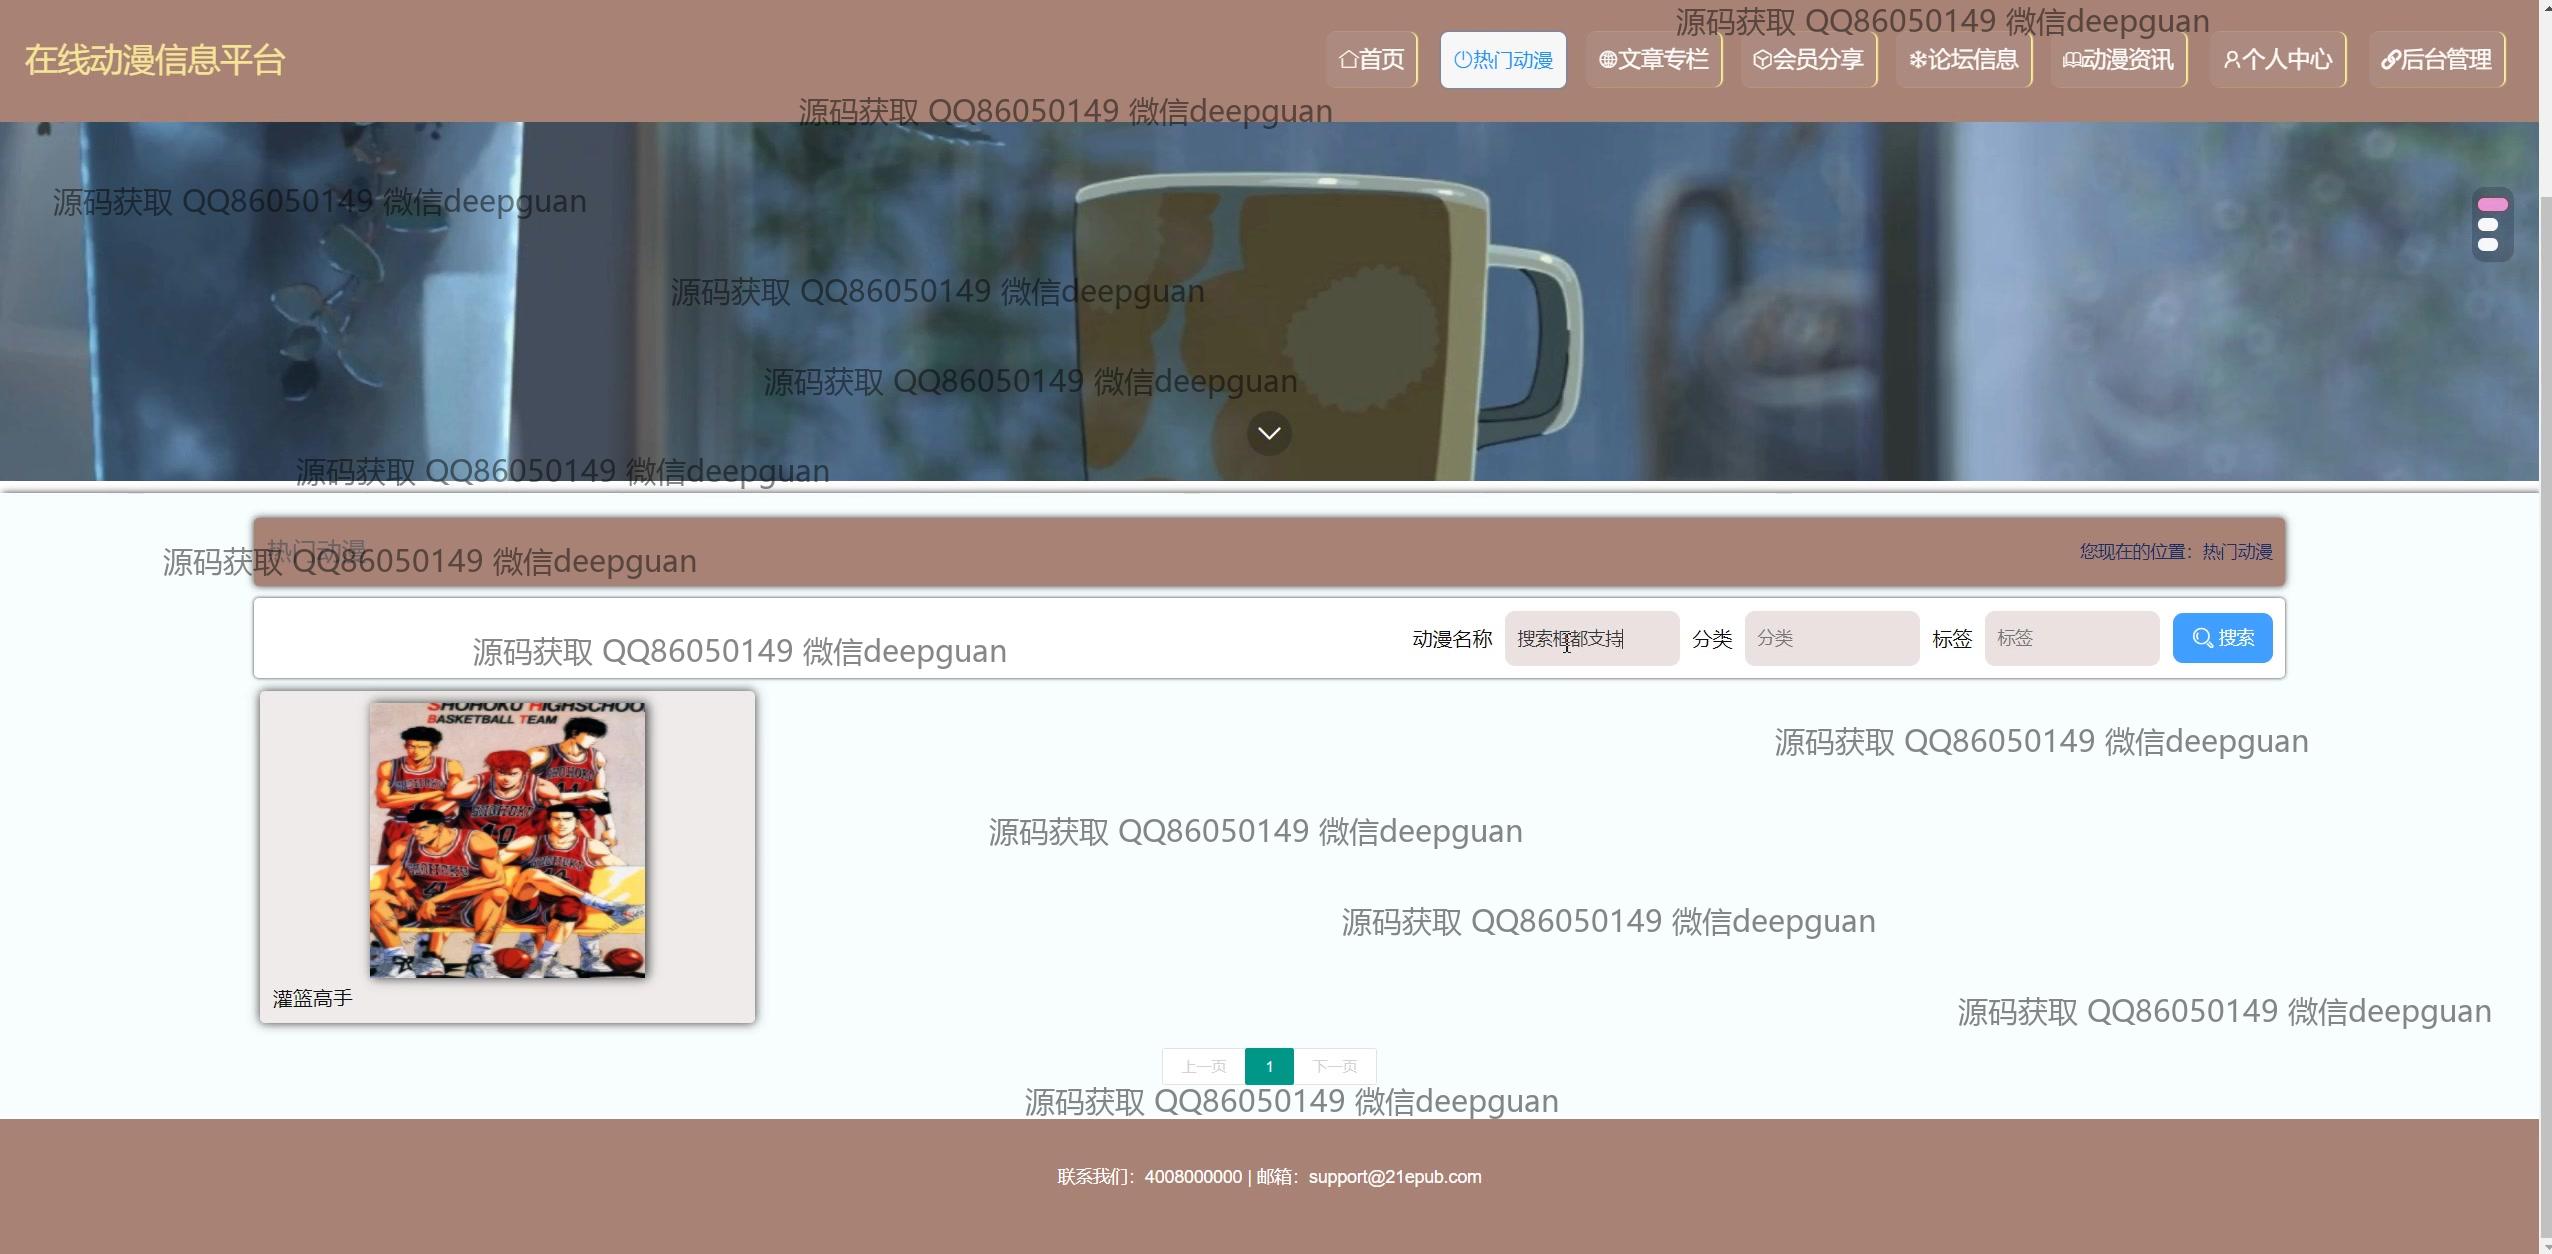 源码获取 QQ86050149 微信deepguan
在线动漫信息平台
首页 热门动漫 文章专栏 会员分享 论坛信息 动漫资讯 个人中心 后台管理
源码获取 QQ86050149 微信deepguan
源码获取 QQ86050149 微信deepguan
源码获取 QQ86050149 微信deepguan
源码获取 QQ86050149 微信deepguan
源码获取 QQ86050149 微信deepguan
热门动漫
您现在的位置：热门动漫
源码获取 QQ86050149 微信deepguan
动漫名称 搜索框都支持 分类 分类 标签 标签 搜索
源码获取 QQ86050149 微信deepguan
SHOHOKU HIGHSCHOOL
BASKETBALL TEAM
源码获取 QQ86050149 微信deepguan
SHOHOKU
10
SHOHOKU
4
源码获取 QQ86050149 微信deepguan
源码获取 QQ86050149 微信deepguan
灌篮高手
源码获取 QQ86050149 微信deepguan
上一页 1 下一页
源码获取 QQ86050149 微信deepguan
联系我们：4008000000 | 邮箱：support@21epub.com